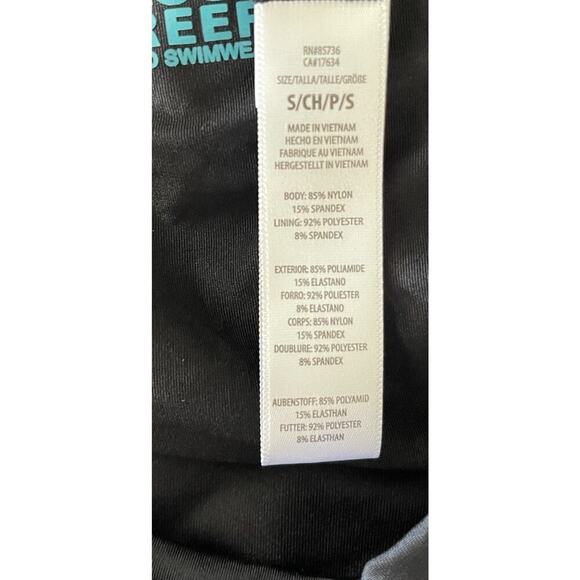 REEF
SWIMWE
RN#85736
CA#17634
SIZE/TALLA/TALLE/GRÖßE
S/CH/P/S
MADE IN VIETNAM
HECHO EN VIETNAM
FABRIQUE AU VIETNAM
HERGESTELLT IN VIETNAM
BODY: 85% NYLON
15% SPANDEX
LINING: 92% POLYESTER
8% SPANDEX
EXTERIOR: 85% POLIAMIDE
15% ELASTANO
FORRO: 92% POLIESTER
8% ELASTANO
CORPS: 85% NYLON
15% SPANDEX
DOUBLURE: 92% POLYESTER
8% SPANDEX
AUBENSTOFF: 85% POLYAMID
15% ELASTHAN
FUTTER: 92% POLYESTER
8% ELASTHAN